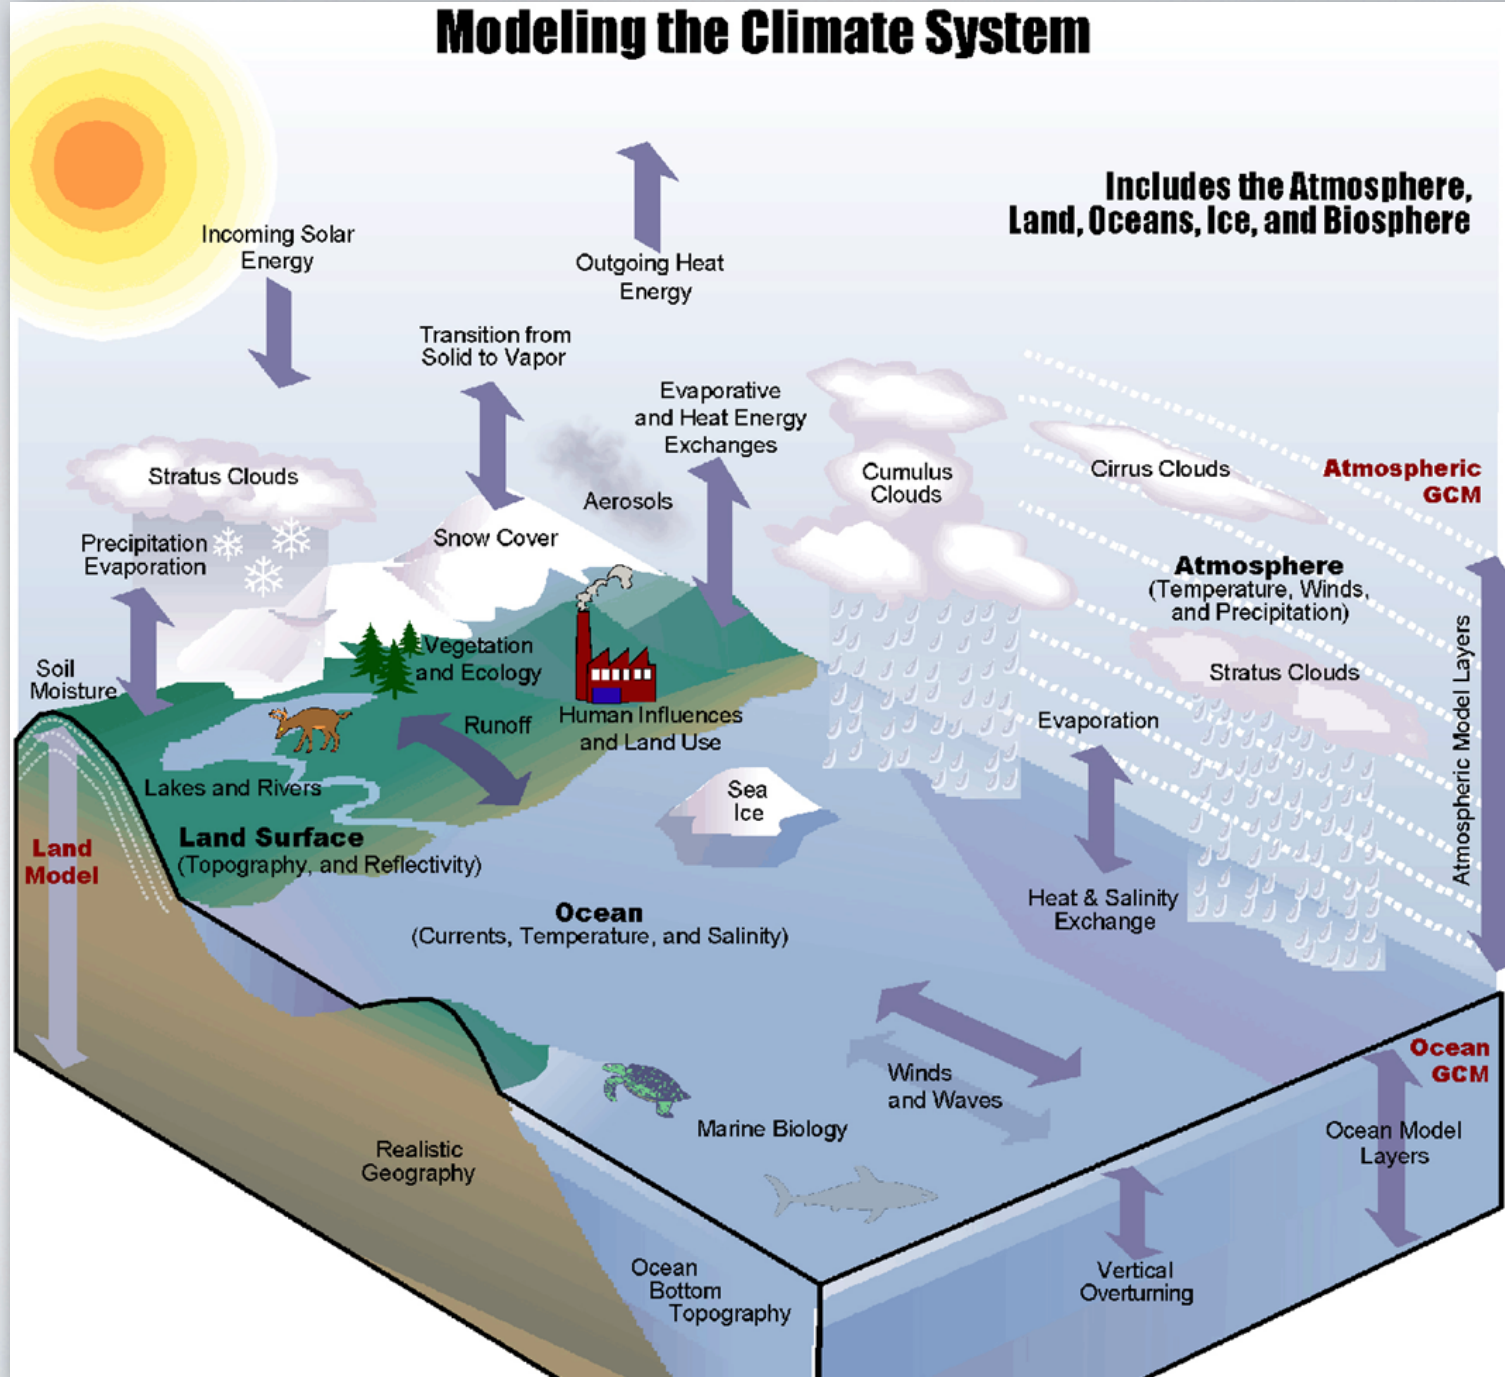 Modeling the Climate System
Includes the Atmosphere,
Land, Oceans, Ice, and Biosphere
Incoming Solar
Energy
Outgoing Heat
Energy
Transition from
Solid to Vapor
Evaporative
and Heat Energy
Exchanges
Stratus Clouds
Aerosols
Cumulus
Clouds
Cirrus Clouds
Atmospheric
GCM
Snow Cover
Precipitation
Evaporation
Atmosphere
(Temperature, Winds,
and Precipitation)
Atmospheric Model Layers
Vegetation
and Ecology
Soil
Moisture
Stratus Clouds
Runoff
Human Influences
and Land Use
Evaporation
Lakes and Rivers
Sea
Ice
Land Surface
(Topography, and Reflectivity)
Land
Model
Ocean
(Currents, Temperature, and Salinity)
Heat & Salinity
Exchange
Ocean
GCM
Winds
and Waves
Marine Biology
Ocean Model
Layers
Realistic
Geography
Ocean
Bottom
Topography
Vertical
Overturning